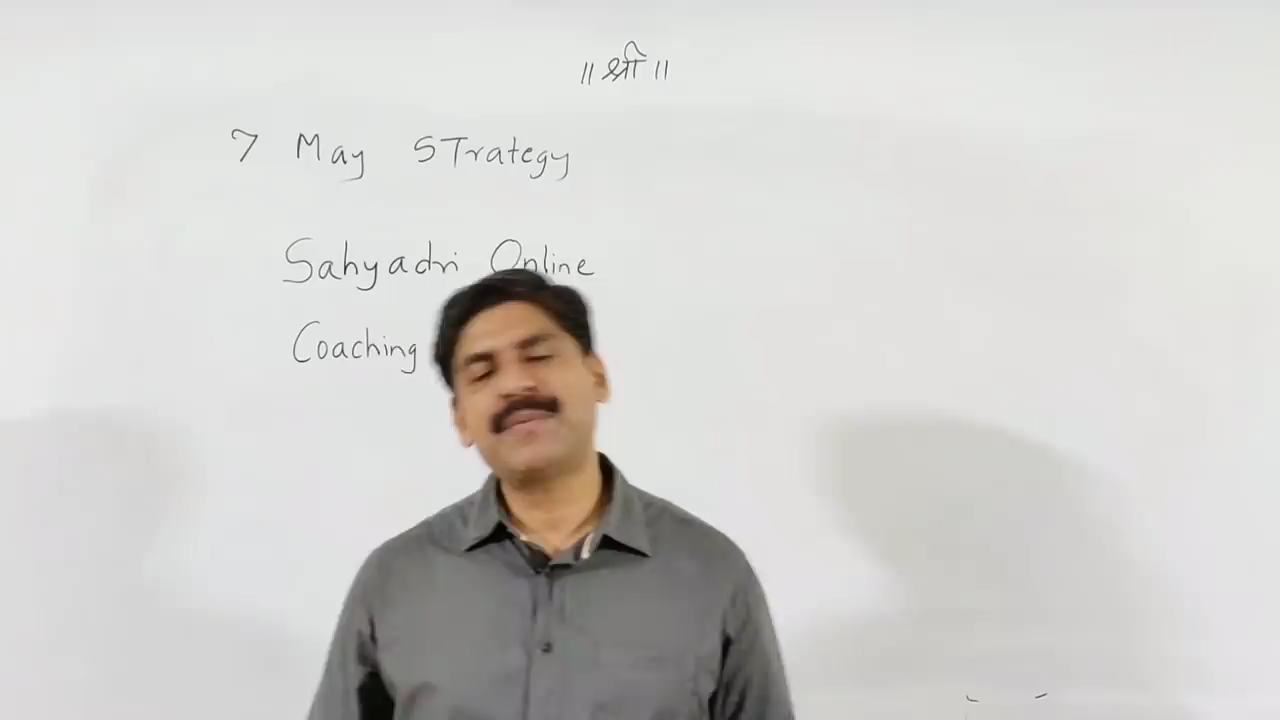 ॥ श्री ॥
7 May STrategy
Sahyadri Online
Coaching